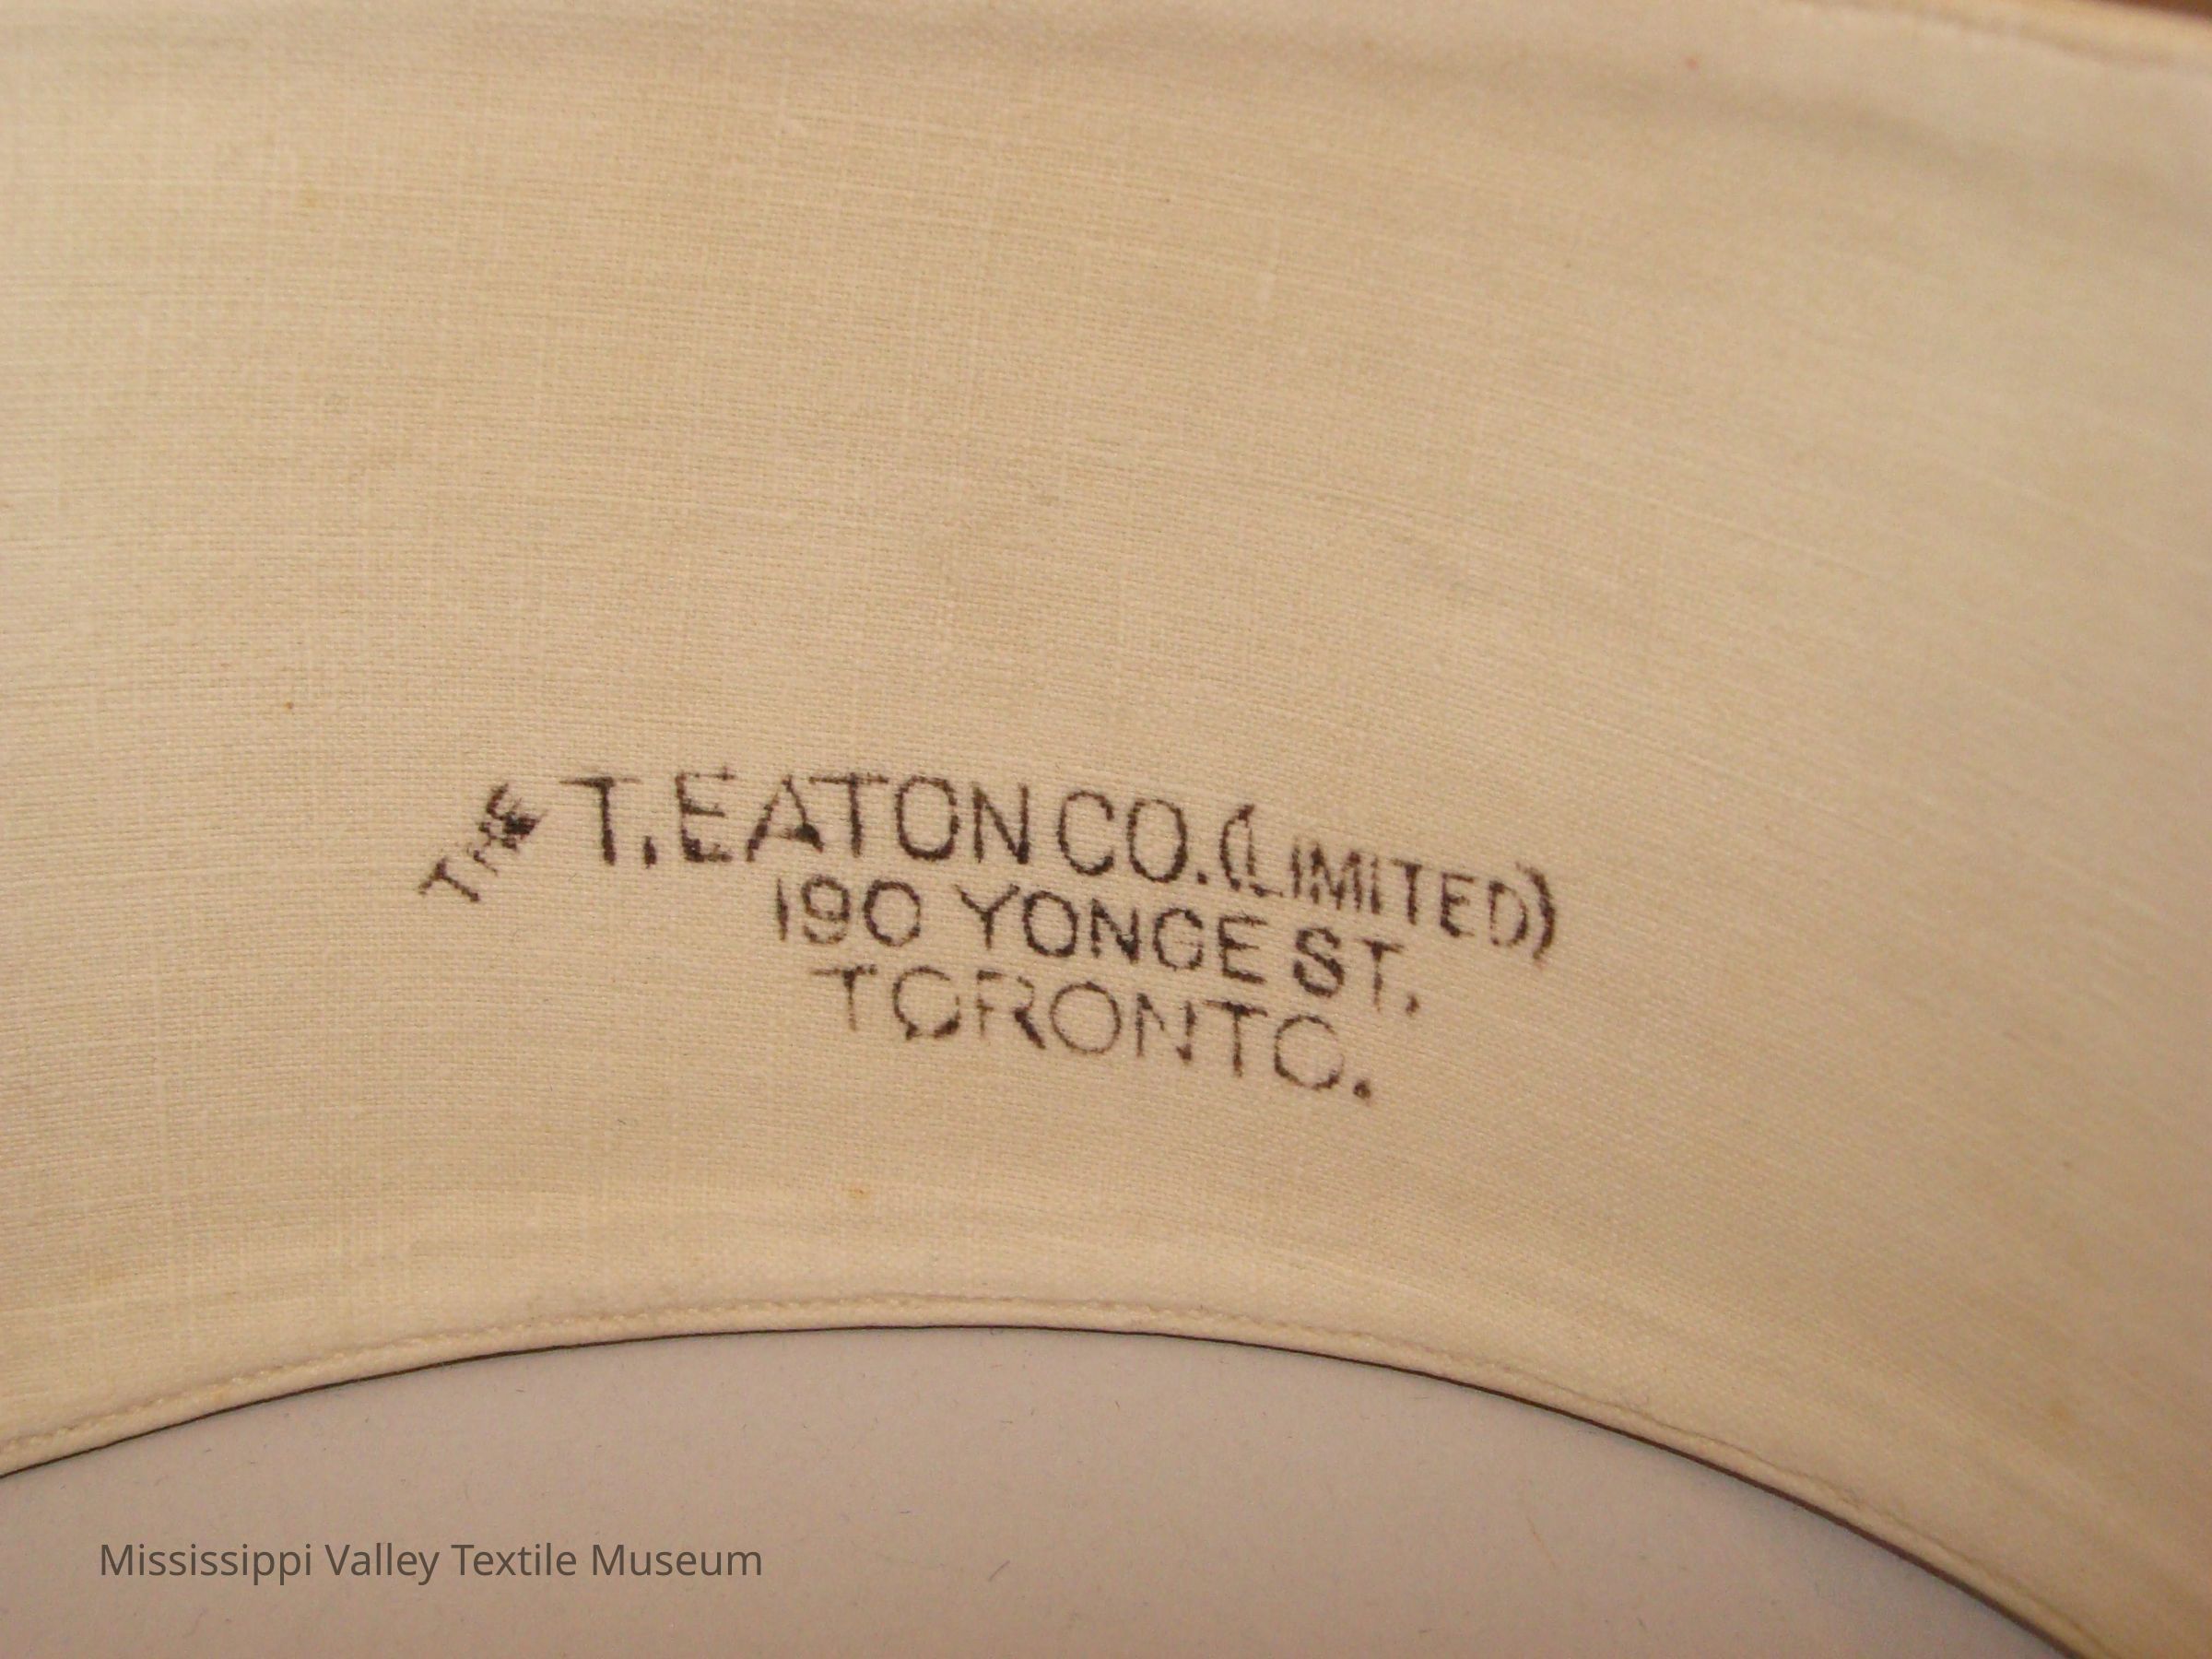 THE T. EATON CO. (LIMITED)
190 YONGE ST.
TORONTO.
Mississippi Valley Textile Museum